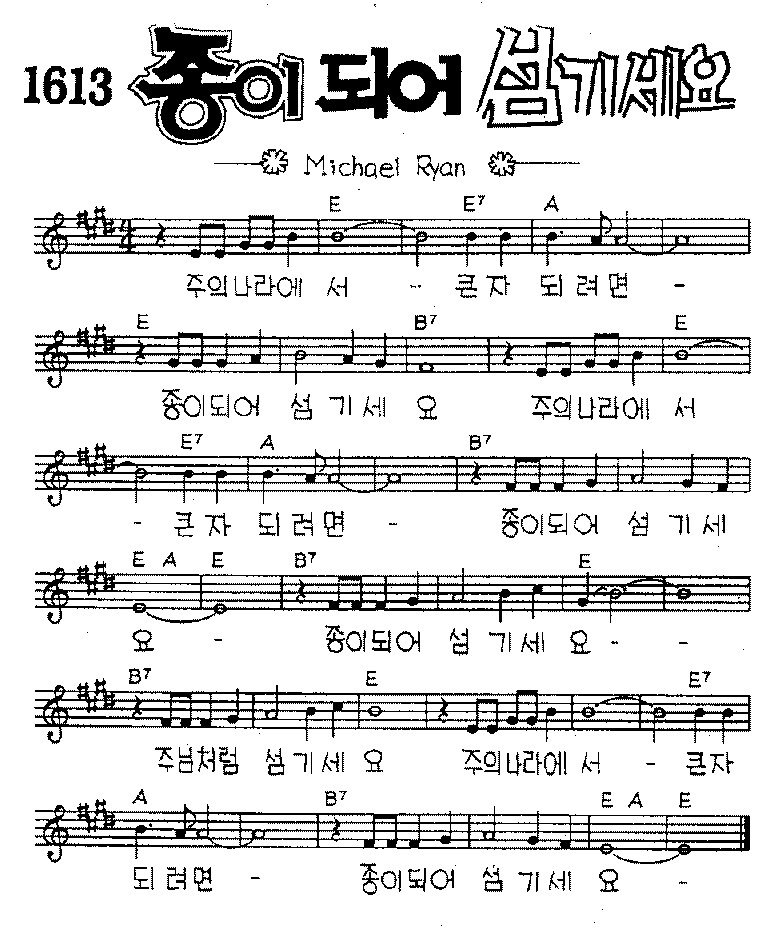 1613 종이 되어 섬기세요
Michael Ryan
E E7 A
주의나라에 서 - 큰 자 되 려 면 -
E B7 E
종이되어 섬 기 세 요 주의나라에 서
E7 A B7
- 큰 자 되 려 면 - 종이되어 섬 기 세
E A E B7 E
요 - 종이되어 섬 기 세 요 - -
B7 E E7
주님처럼 섬 기 세 요 주의나라에 서 - 큰 자
A B7 E A E
되 려 면 - 종이되어 섬 기 세 요 -